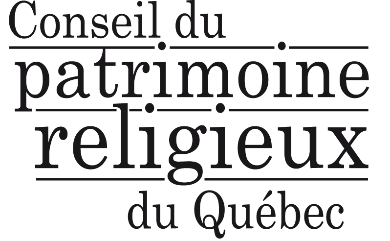 Conseil du
patrimoine
religieux
du Québec